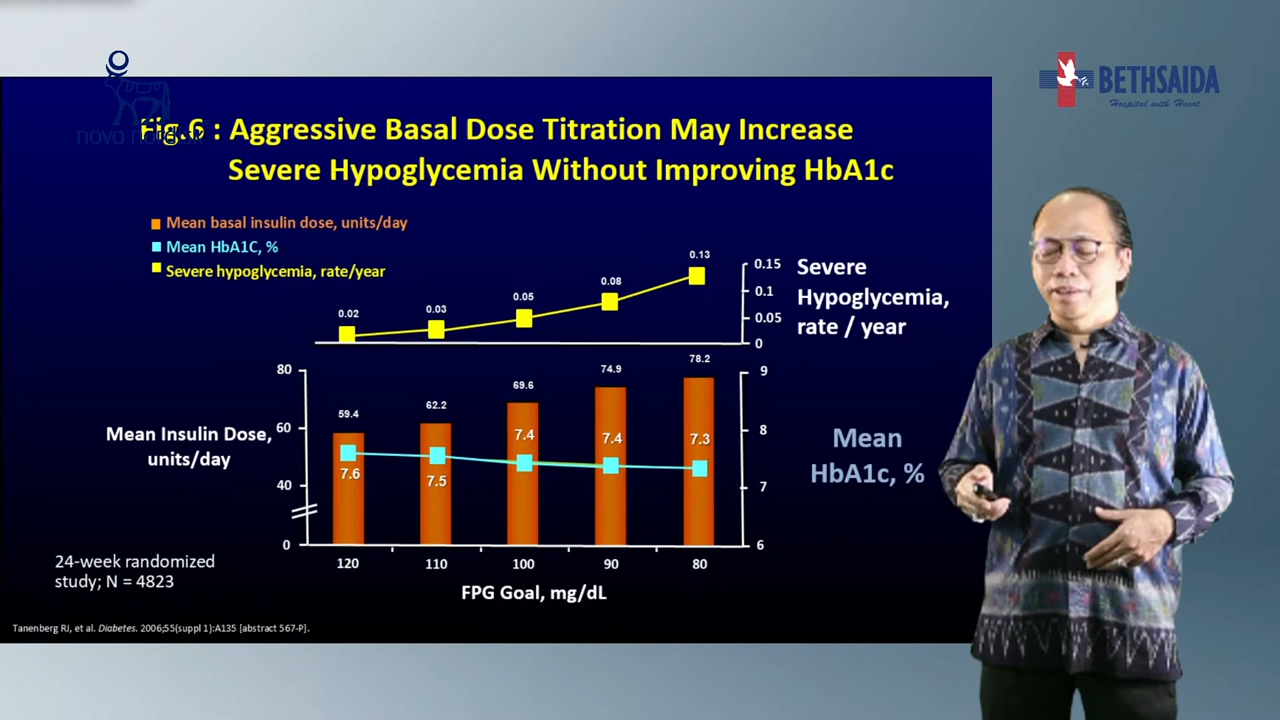 novo nordisk
BETHSAIDA
Hospital with Heart
Fig.6 : Aggressive Basal Dose Titration May Increase
Severe Hypoglycemia Without Improving HbA1c
Mean basal insulin dose, units/day
Mean HbA1C, %
Severe hypoglycemia, rate/year
0.02
0.03
0.05
0.08
0.13
0.15
0.1
0.05
0
Severe
Hypoglycemia,
rate / year
80
60
40
0
Mean Insulin Dose,
units/day
59.4
62.2
69.6
74.9
78.2
7.6
7.5
7.4
7.4
7.3
9
8
7
6
Mean
HbA1c, %
120
110
100
90
80
FPG Goal, mg/dL
24-week randomized
study; N = 4823
Tanenberg RJ, et al. Diabetes. 2006;55(suppl 1):A135 [abstract 567-P].